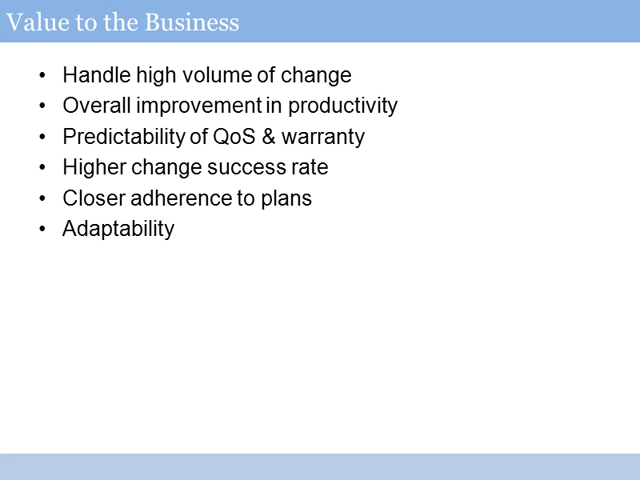 Value to the Business
• Handle high volume of change
• Overall improvement in productivity
• Predictability of QoS & warranty
• Higher change success rate
• Closer adherence to plans
• Adaptability